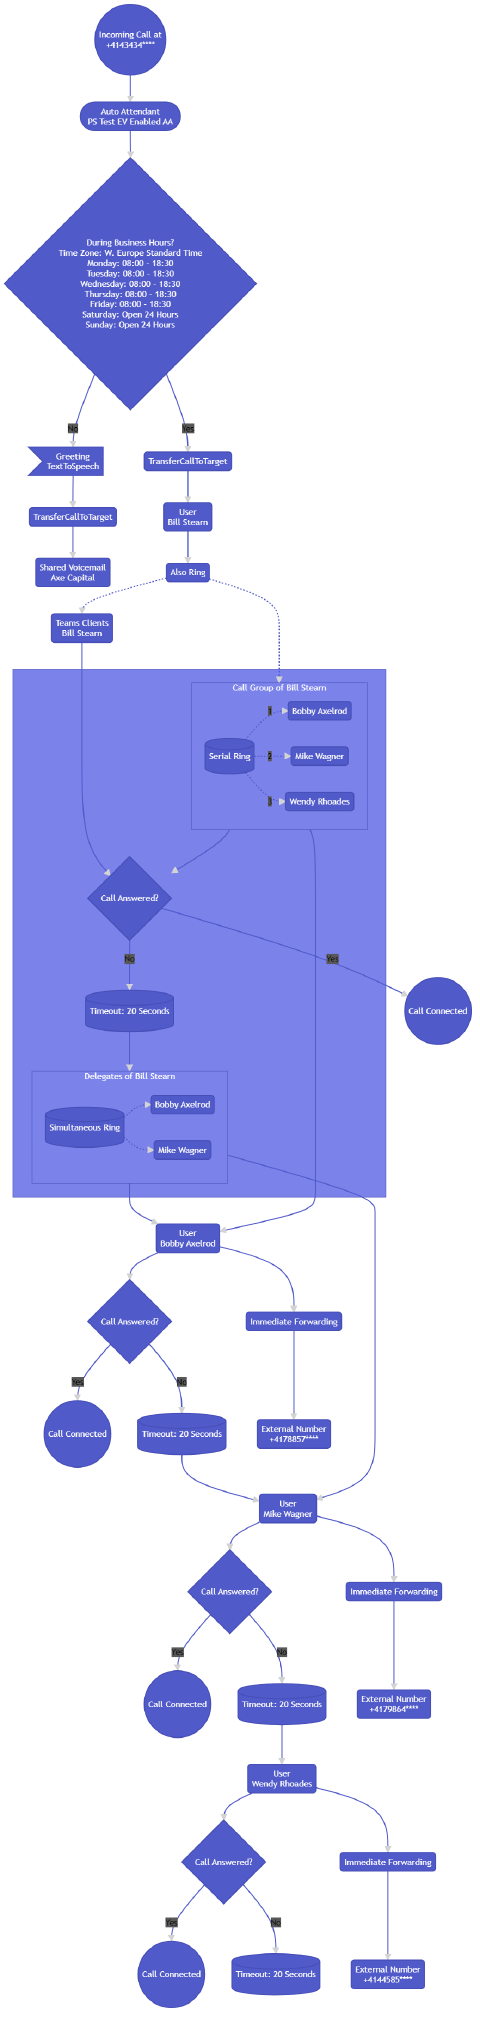 Incoming Call at
+4143434****
Auto Attendant
PS Test EV Enabled AA
During Business Hours?
Time Zone: W. Europe Standard Time
Monday: 08:00 - 18:30
Tuesday: 08:00 - 18:30
Wednesday: 08:00 - 18:30
Thursday: 08:00 - 18:30
Friday: 08:00 - 18:30
Saturday: Open 24 Hours
Sunday: Open 24 Hours
No
Yes
Greeting
TextToSpeech
TransferCallToTarget
TransferCallToTarget
User
Bill Stearn
Shared Voicemail
Axe Capital
Also Ring
Teams Clients
Bill Stearn
Call Group of Bill Stearn
1
Bobby Axelrod
Serial Ring
2
Mike Wagner
3
Wendy Rhoades
Call Answered?
No
Yes
Timeout: 20 Seconds
Call Connected
Delegates of Bill Stearn
Bobby Axelrod
Simultaneous Ring
Mike Wagner
User
Bobby Axelrod
Call Answered?
Immediate Forwarding
Yes
No
Call Connected
Timeout: 20 Seconds
External Number
+4178857****
User
Mike Wagner
Call Answered?
Immediate Forwarding
Yes
No
Call Connected
Timeout: 20 Seconds
External Number
+4179864****
User
Wendy Rhoades
Call Answered?
Immediate Forwarding
Yes
No
Call Connected
Timeout: 20 Seconds
External Number
+4144585****